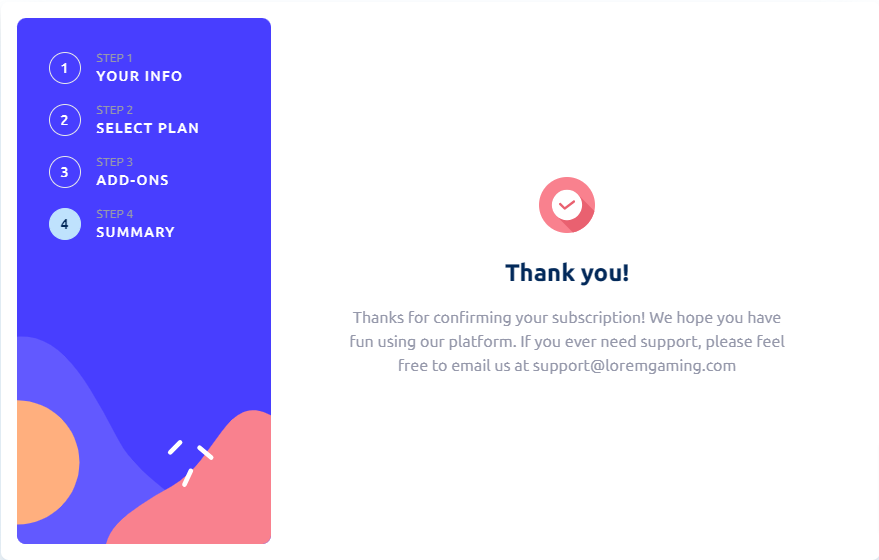 1
STEP 1
YOUR INFO
2
STEP 2
SELECT PLAN
3
STEP 3
ADD-ONS
4
STEP 4
SUMMARY
Thank you!
Thanks for confirming your subscription! We hope you have
fun using our platform. If you ever need support, please feel
free to email us at support@loremgaming.com